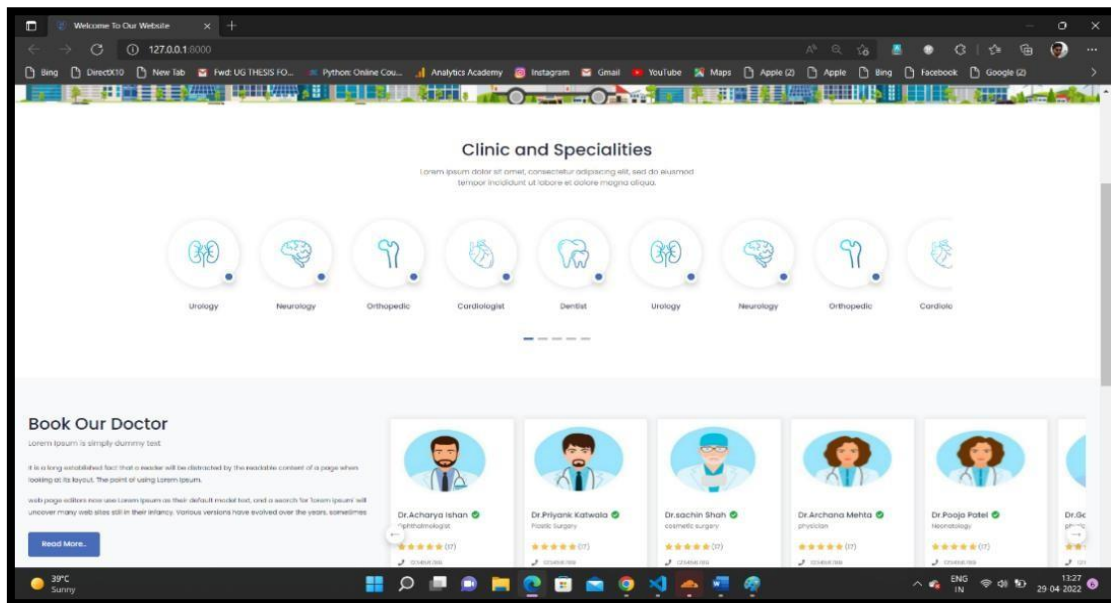 Welcome To Our Website
127.0.0.1:8000
Bing DirectX10 New Tab Fwd: UG THESIS FO... Python: Online Cou... Analytics Academy Instagram Gmail YouTube Maps Apple (2) Apple Bing Facebook Google (2)
Clinic and Specialities
Lorem ipsum dolor sit amet, consectetur adipiscing elit, sed do eiusmod
tempor incididunt ut labore et dolore magna aliqua.
Urology Neurology Orthopedic Cardiologist Dentist Urology Neurology Orthopedic Cardiolo
Book Our Doctor
Lorem Ipsum is simply dummy text
It is a long established fact that a reader will be distracted by the readable content of a page when
looking at its layout. The point of using Lorem Ipsum.
web page editors now use Lorem Ipsum as their default model text, and a search for 'lorem ipsum' will
uncover many web sites still in their infancy. Various versions have evolved over the years, sometimes
Read More..
Dr.Acharya Ishan Dr.Priyank Katwala Dr.sachin Shah Dr.Archana Mehta Dr.Pooja Patel
Ophthalmologist Plastic Surgery cosmetic surgery physician Neonatology
(17) (17) (17) (17) (17)
39°C
Sunny
ENG
IN
13:27
29-04-2022